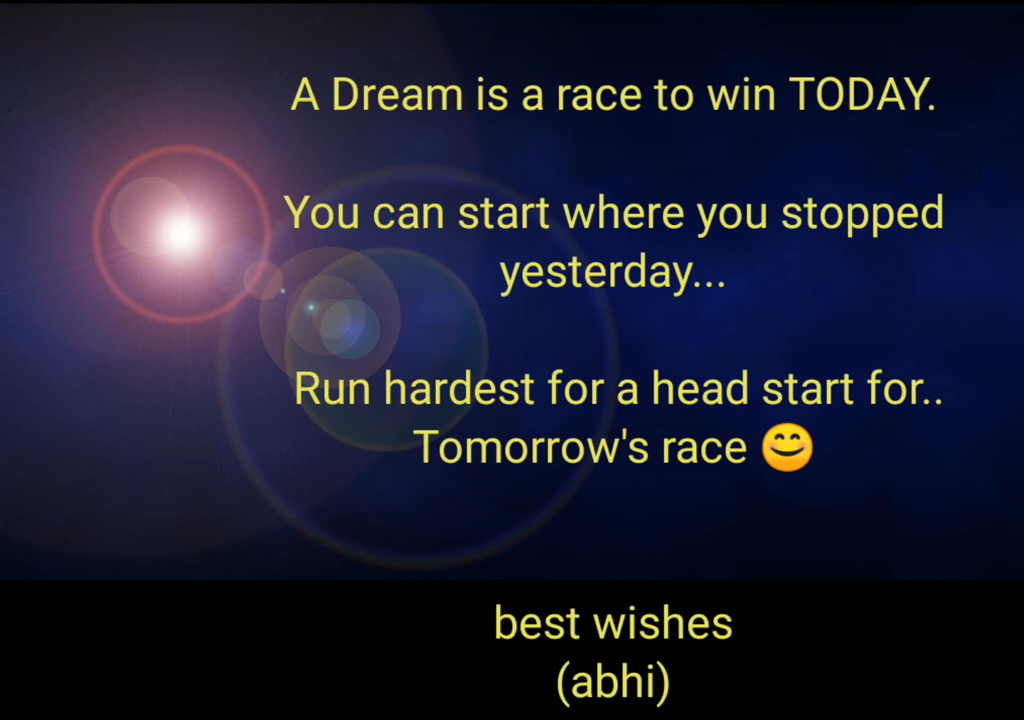 A Dream is a race to win TODAY.
You can start where you stopped
yesterday...
Run hardest for a head start for..
Tomorrow's race 😊
best wishes
(abhi)